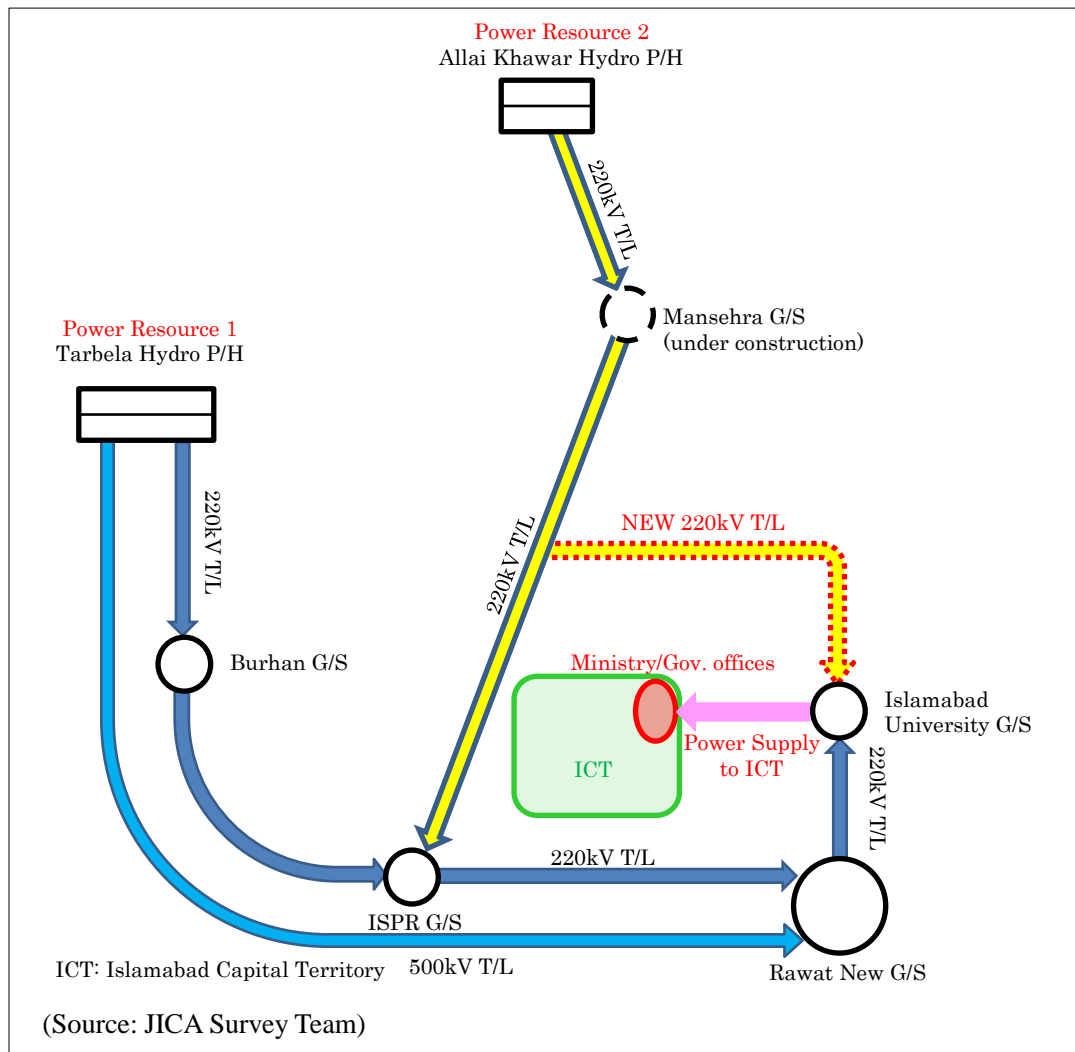 Power Resource 2
Allai Khawar Hydro P/H
220kV T/L
Mansehra G/S
(under construction)
Power Resource 1
Tarbela Hydro P/H
220kV T/L
220kV T/L
NEW 220kV T/L
Burhan G/S
Ministry/Gov. offices
Islamabad
University G/S
Power Supply
to ICT
ICT
220kV T/L
220kV T/L
ISPR G/S
Rawat New G/S
ICT: Islamabad Capital Territory
500kV T/L
(Source: JICA Survey Team)